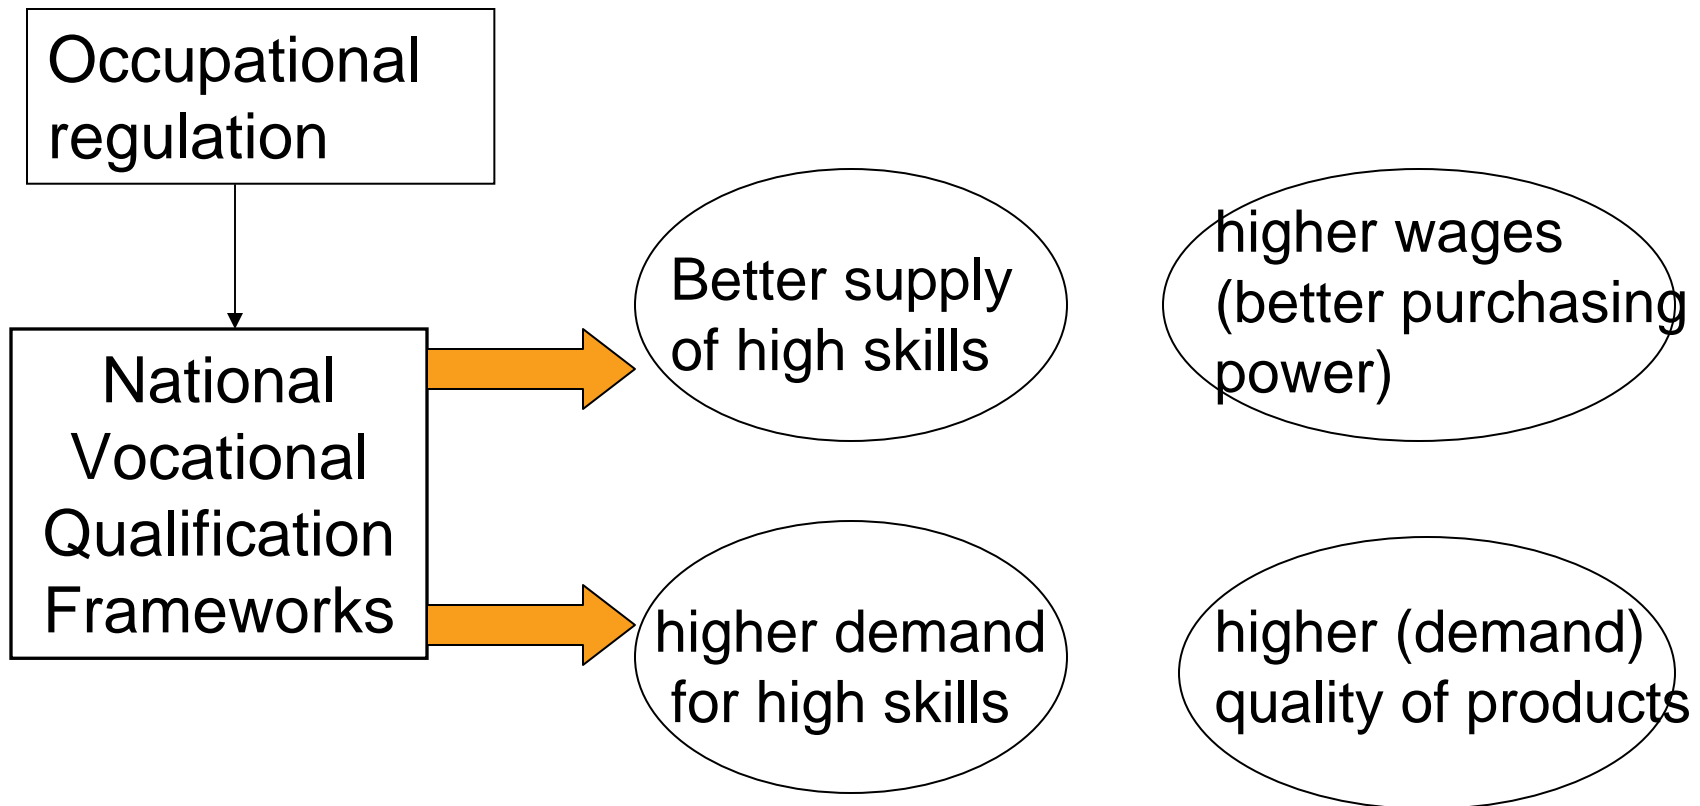 Occupational
regulation
Better supply
of high skills
higher wages
(better purchasing
power)
National
Vocational
Qualification
Frameworks
higher demand
for high skills
higher (demand)
quality of products